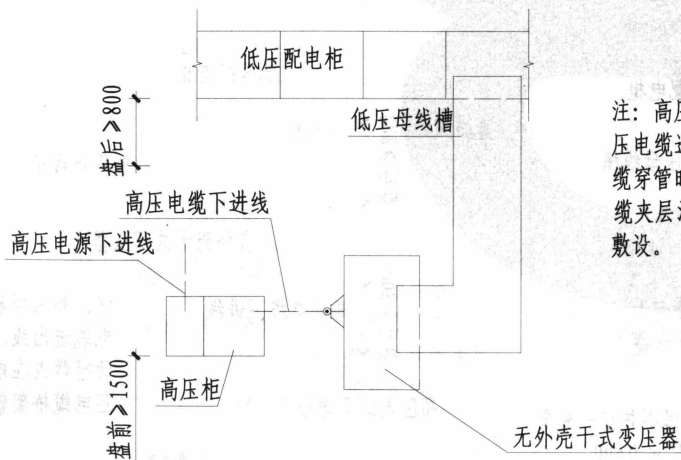 低压配电柜
盘后≥800
低压母线槽
注：高压
压电缆进
缆穿管
缆夹层
敷设。
高压电缆下进线
高压电源下进线
高压柜
盘前≥1500
无外壳干式变压器